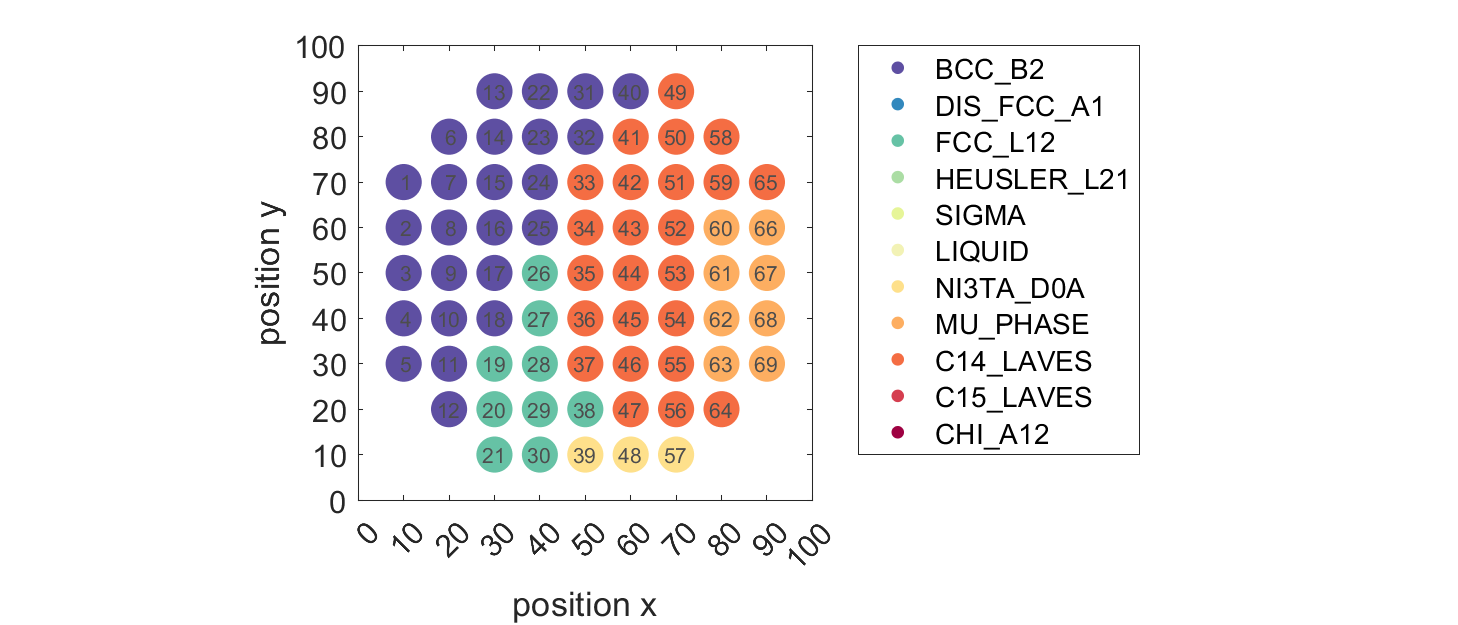 100
90
80
70
60
50
40
30
20
10
0
position y
13 22 31 40 49
6 14 23 32 41 50 58
1 7 15 24 33 42 51 59 65
2 8 16 25 34 43 52 60 66
3 9 17 26 35 44 53 61 67
4 10 18 27 36 45 54 62 68
5 11 19 28 37 46 55 63 69
12 20 29 38 47 56 64
21 30 39 48 57
0 10 20 30 40 50 60 70 80 90 100
position x
BCC_B2
DIS_FCC_A1
FCC_L12
HEUSLER_L21
SIGMA
LIQUID
NI3TA_D0A
MU_PHASE
C14_LAVES
C15_LAVES
CHI_A12